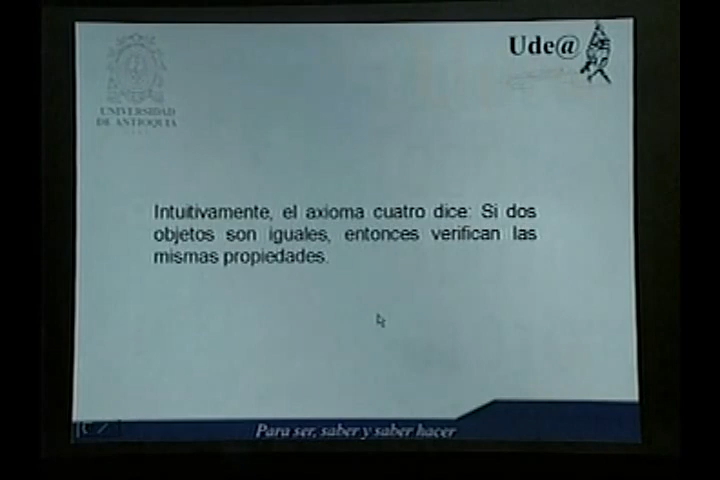 Ude@
UNIVERSIDAD
DE ANTIOQUIA
Intuitivamente, el axioma cuatro dice: Si dos
objetos son iguales, entonces verifican las
mismas propiedades.
Para ser, saber y saber hacer